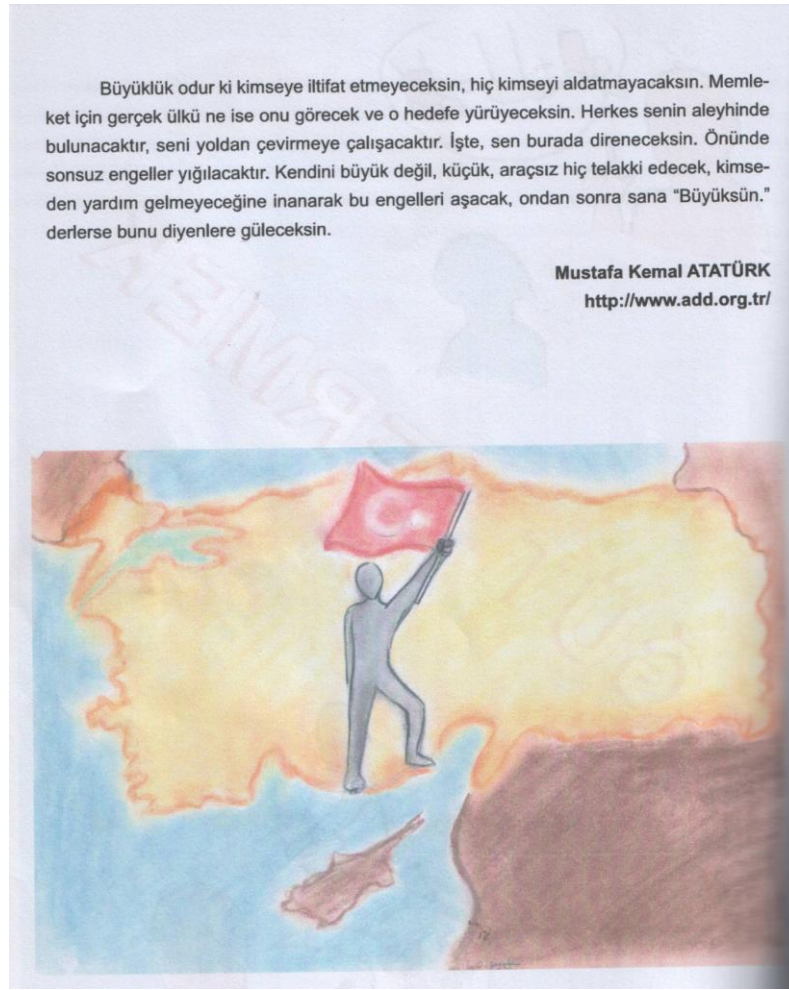 Büyüklük odur ki kimseye iltifat etmeyeceksin, hiç kimseyi aldatmayacaksın. Memle-
ket için gerçek ülkü ne ise onu görecek ve o hedefe yürüyeceksin. Herkes senin aleyhinde
bulunacaktır, seni yoldan çevirmeye çalışacaktır. İşte, sen burada direneceksin. Önünde
sonsuz engeller yığılacaktır. Kendini büyük değil, küçük, araçsız hiç telakki edecek, kimse-
den yardım gelmeyeceğine inanarak bu engelleri aşacak, ondan sonra sana “Büyüksün.”
derlerse bunu diyenlere güleceksin.
Mustafa Kemal ATATÜRK
http://www.add.org.tr/